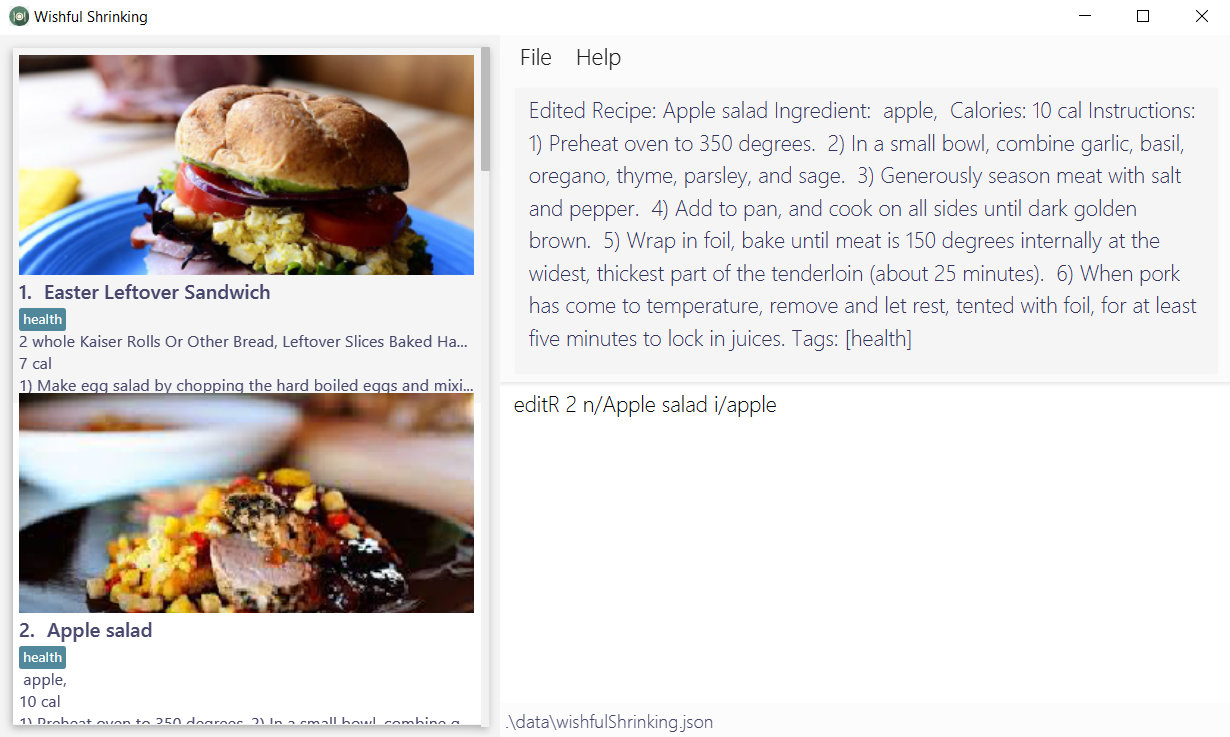 Wishful Shrinking
File Help
Edited Recipe: Apple salad Ingredient:  apple,  Calories: 10 cal Instructions:
1) Preheat oven to 350 degrees.  2) In a small bowl, combine garlic, basil,
oregano, thyme, parsley, and sage.  3) Generously season meat with salt
and pepper.  4) Add to pan, and cook on all sides until dark golden
brown.  5) Wrap in foil, bake until meat is 150 degrees internally at the
widest, thickest part of the tenderloin (about 25 minutes).  6) When pork
has come to temperature, remove and let rest, tented with foil, for at least
five minutes to lock in juices. Tags: [health]
editR 2 n/Apple salad i/apple
1. Easter Leftover Sandwich
health
2 whole Kaiser Rolls Or Other Bread, Leftover Slices Baked Ha...
7 cal
1) Make egg salad by chopping the hard boiled eggs and mixi...
2. Apple salad
health
apple,
10 cal
1) Preheat oven to 350 degrees. 2) In a small bowl, combine g...
.\data\wishfulShrinking.json